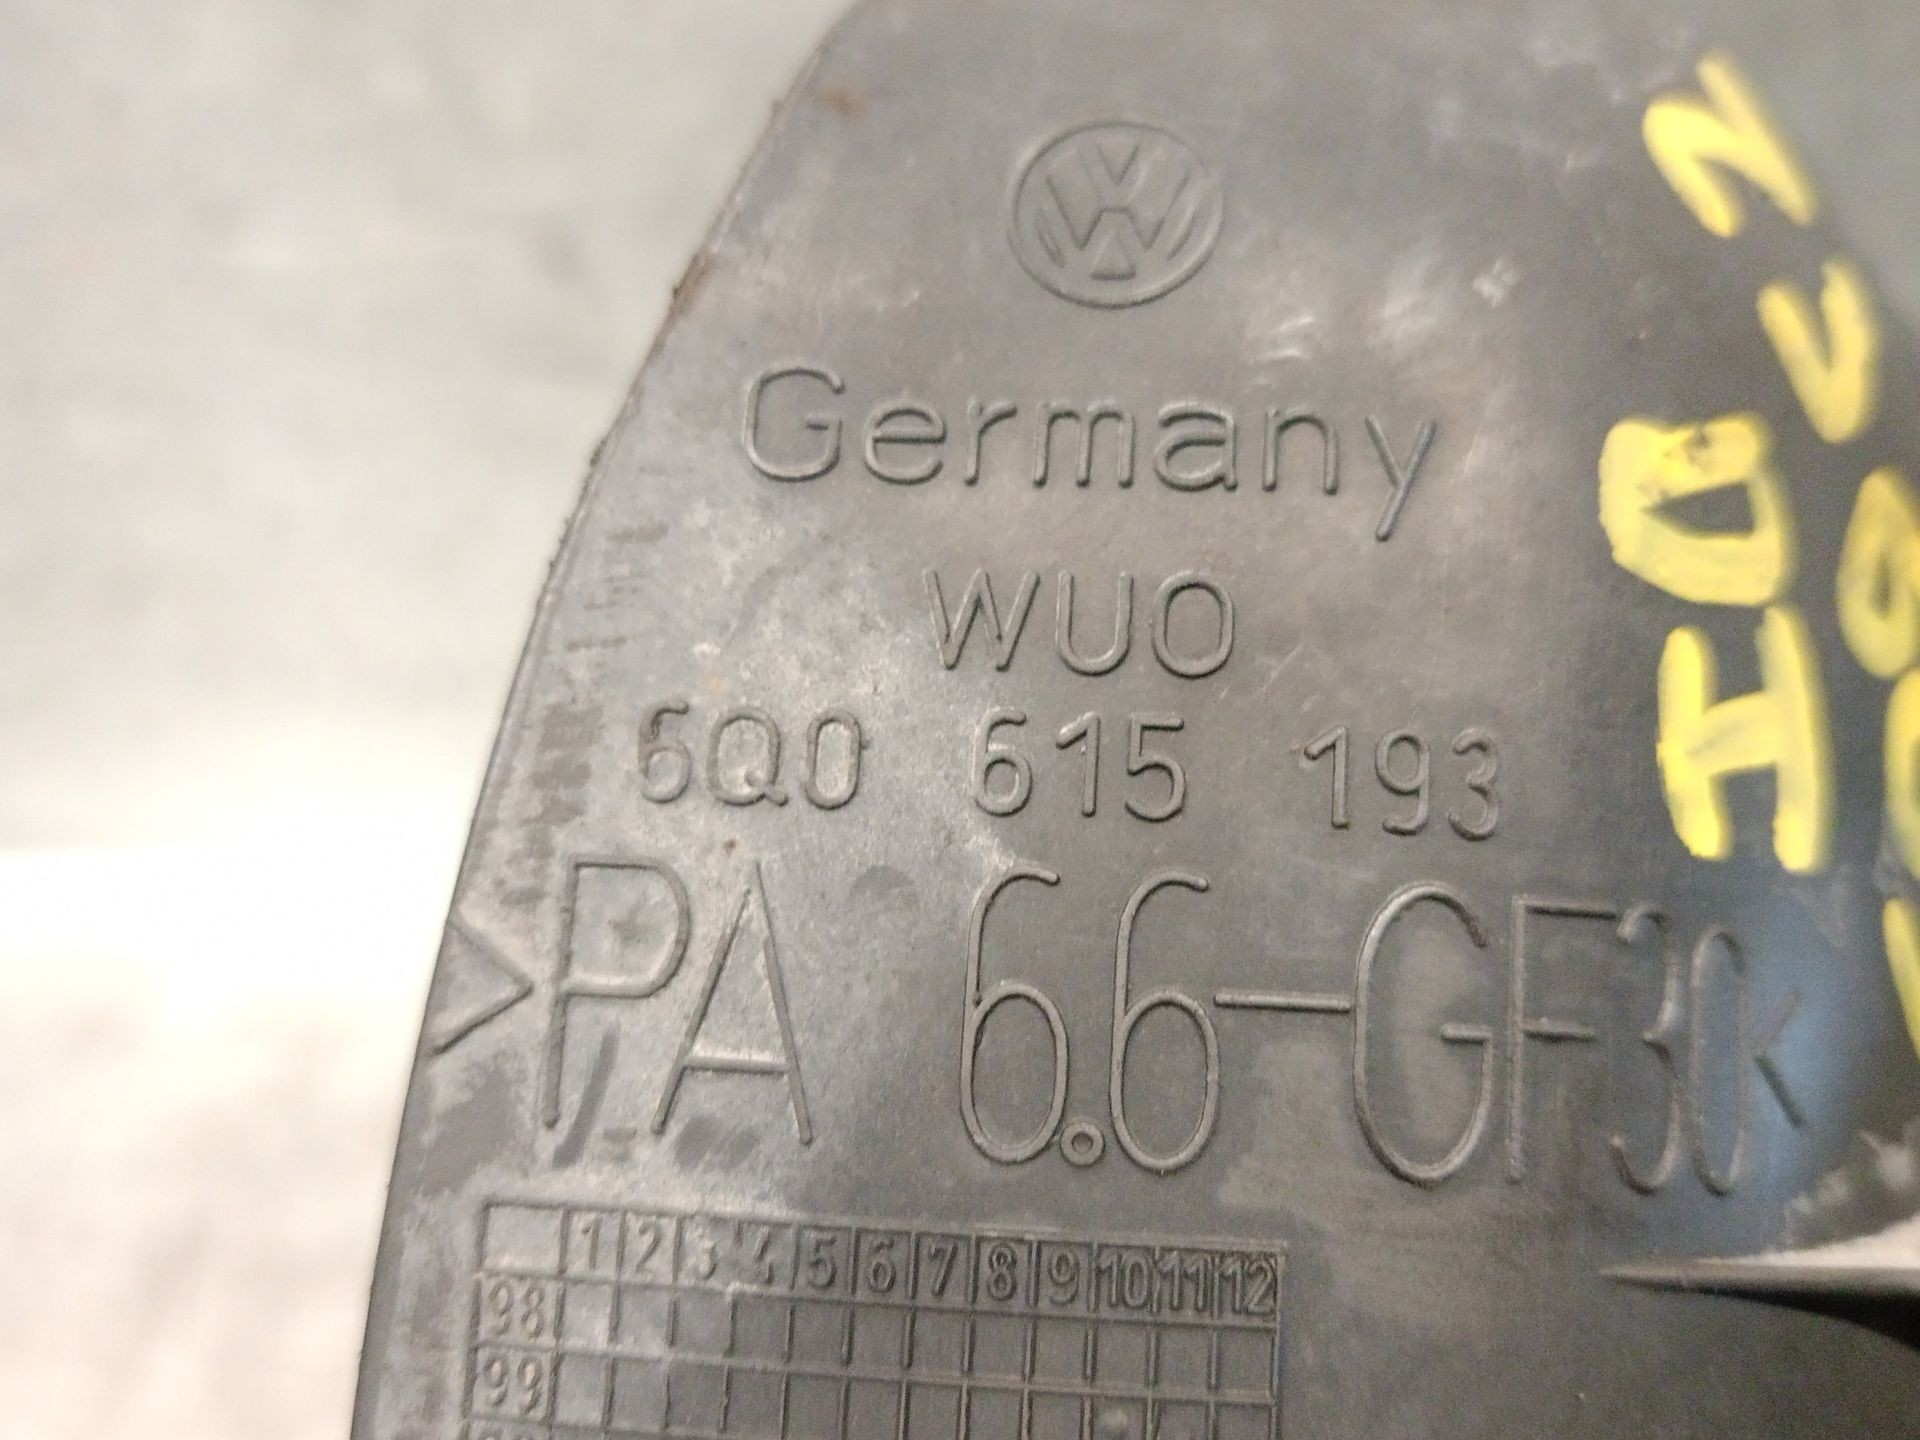 Germany
WUO
6Q0 615 193
>PA 6.6-GF30<
1 2 3 4 5 6 7 8 9 10 11 12
98
99